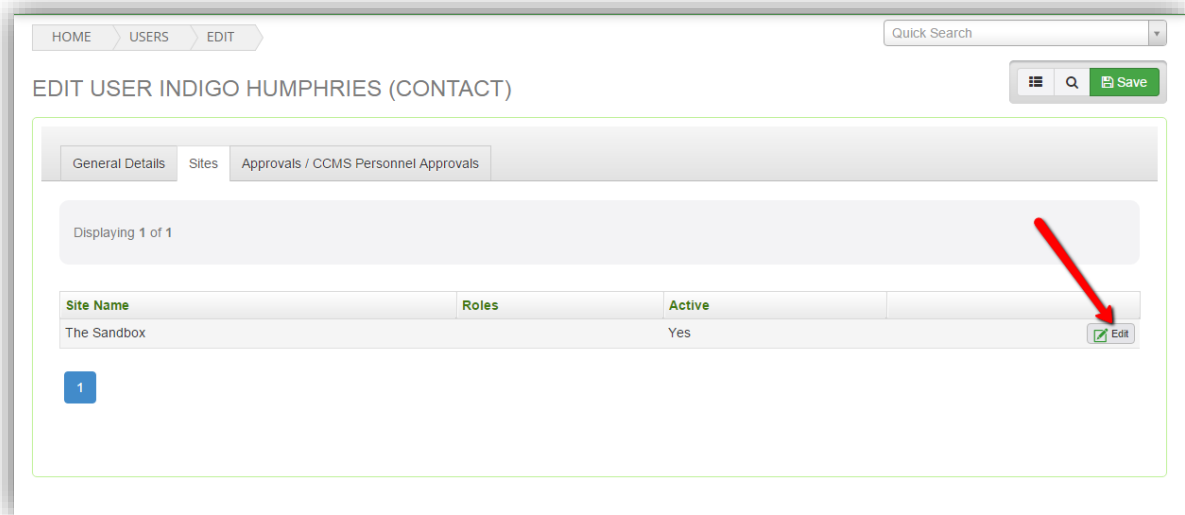 HOME USERS EDIT
Quick Search
EDIT USER INDIGO HUMPHRIES (CONTACT)
Save
General Details Sites Approvals / CCMS Personnel Approvals
Displaying 1 of 1
Site Name Roles Active
The Sandbox Yes Edit
1